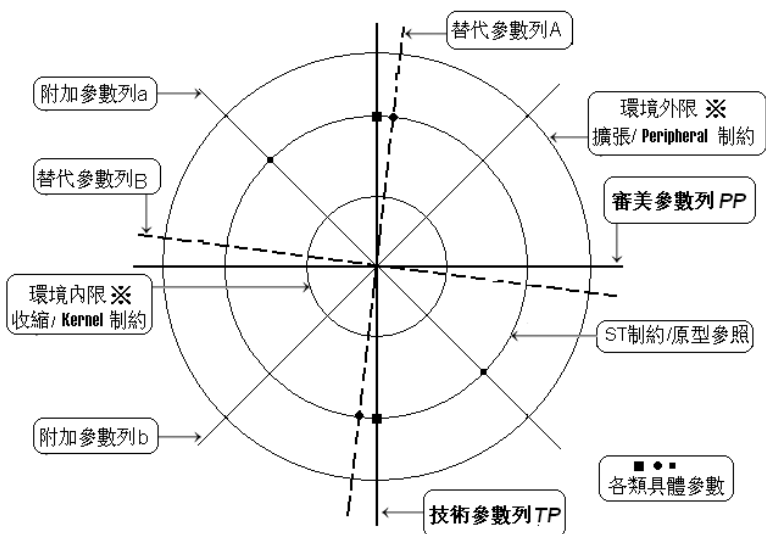 替代參數列A
附加參數列a
環境外限 ※
擴張/ Peripheral 制約
替代參數列B
審美參數列 PP
環境內限 ※
收縮/ Kernel 制約
ST制約/原型參照
附加參數列b
■ ● ▪
各類具體參數
技術參數列TP